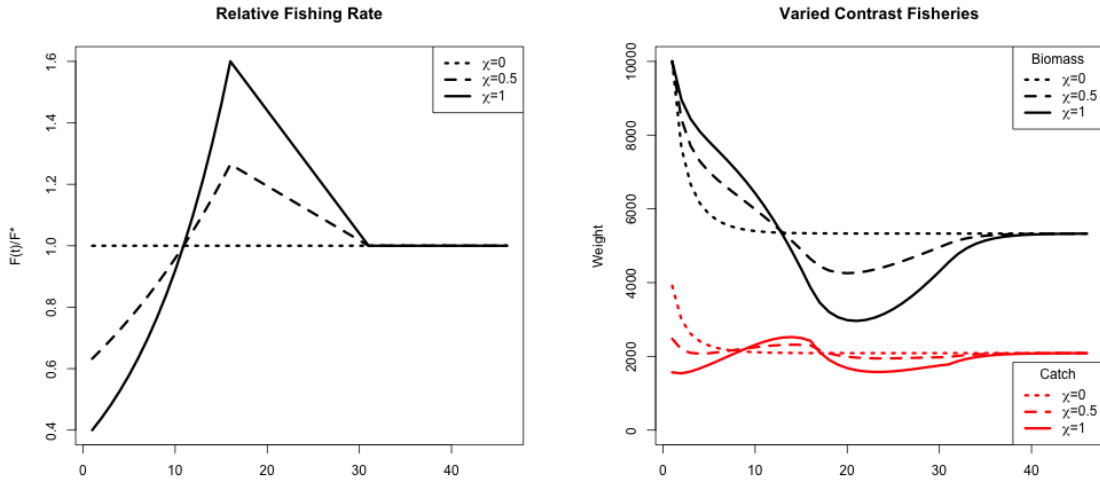 Relative Fishing Rate
F(t)/F*
1.6
1.4
1.2
1.0
0.8
0.6
0.4
0
10
20
30
40
χ=0
χ=0.5
χ=1
Varied Contrast Fisheries
Weight
10000
8000
6000
4000
2000
0
0
10
20
30
40
Biomass
χ=0
χ=0.5
χ=1
Catch
χ=0
χ=0.5
χ=1